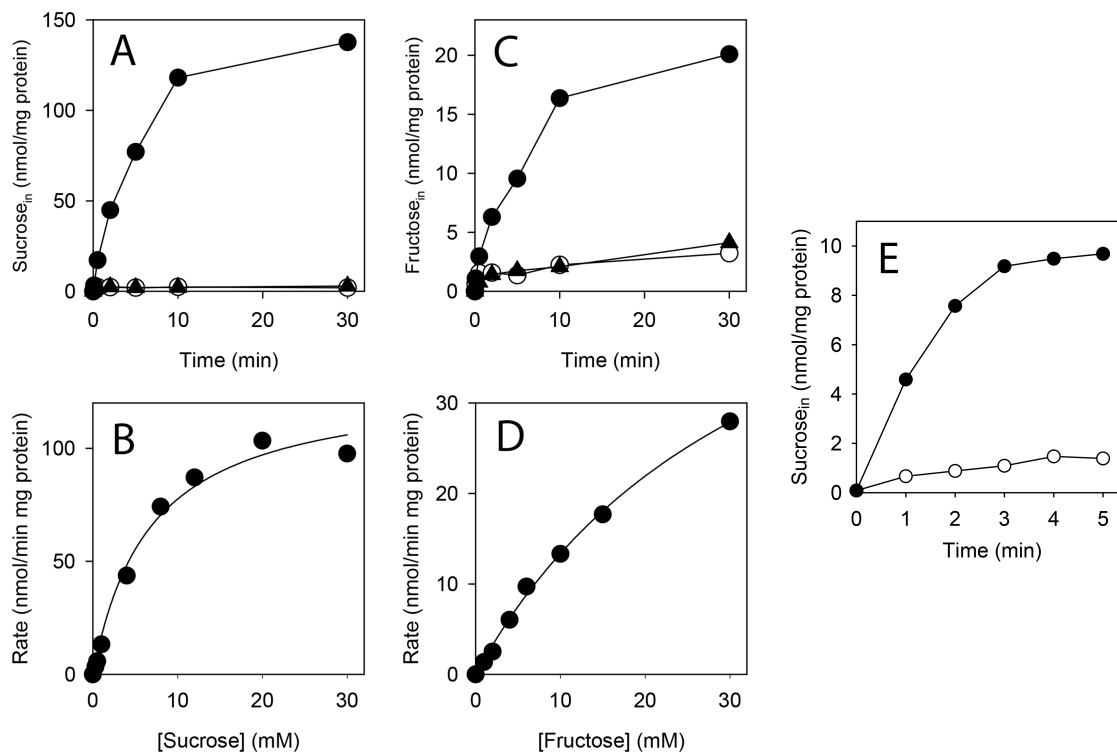 A
Sucrose_in (nmol/mg protein)
150
100
50
0
0 10 20 30
Time (min)
C
Fructose_in (nmol/mg protein)
20
15
10
5
0
0 10 20 30
Time (min)
B
Rate (nmol/min mg protein)
100
50
0
0 10 20 30
[Sucrose] (mM)
D
Rate (nmol/min mg protein)
30
20
10
0
0 10 20 30
[Fructose] (mM)
E
Sucrose_in (nmol/mg protein)
10
8
6
4
2
0
0 1 2 3 4 5
Time (min)